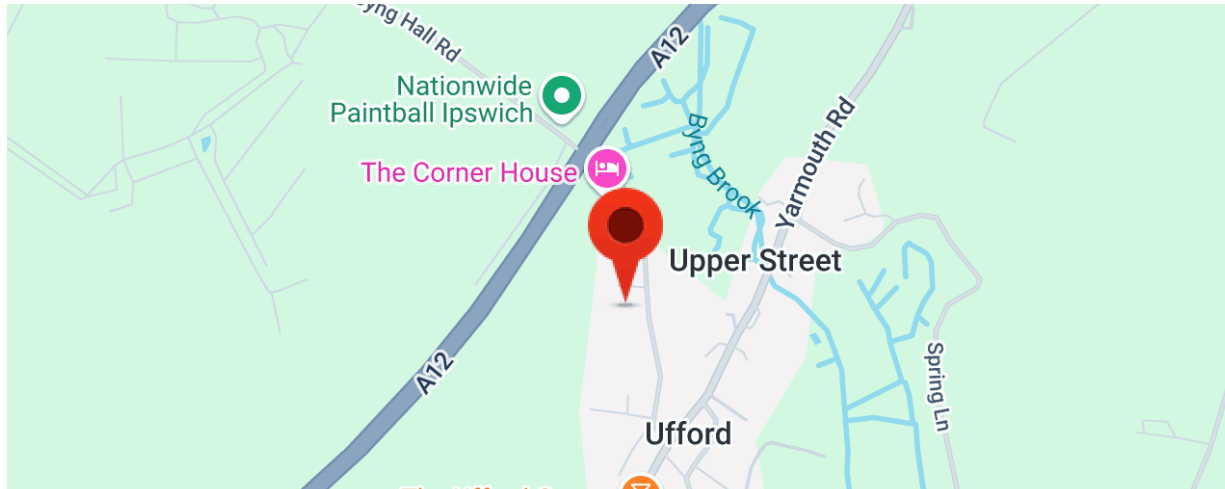 Byng Hall Rd
A12
Nationwide
Paintball Ipswich
Yarmouth Rd
Byng Brook
The Corner House
Upper Street
A12
Spring Ln
Ufford